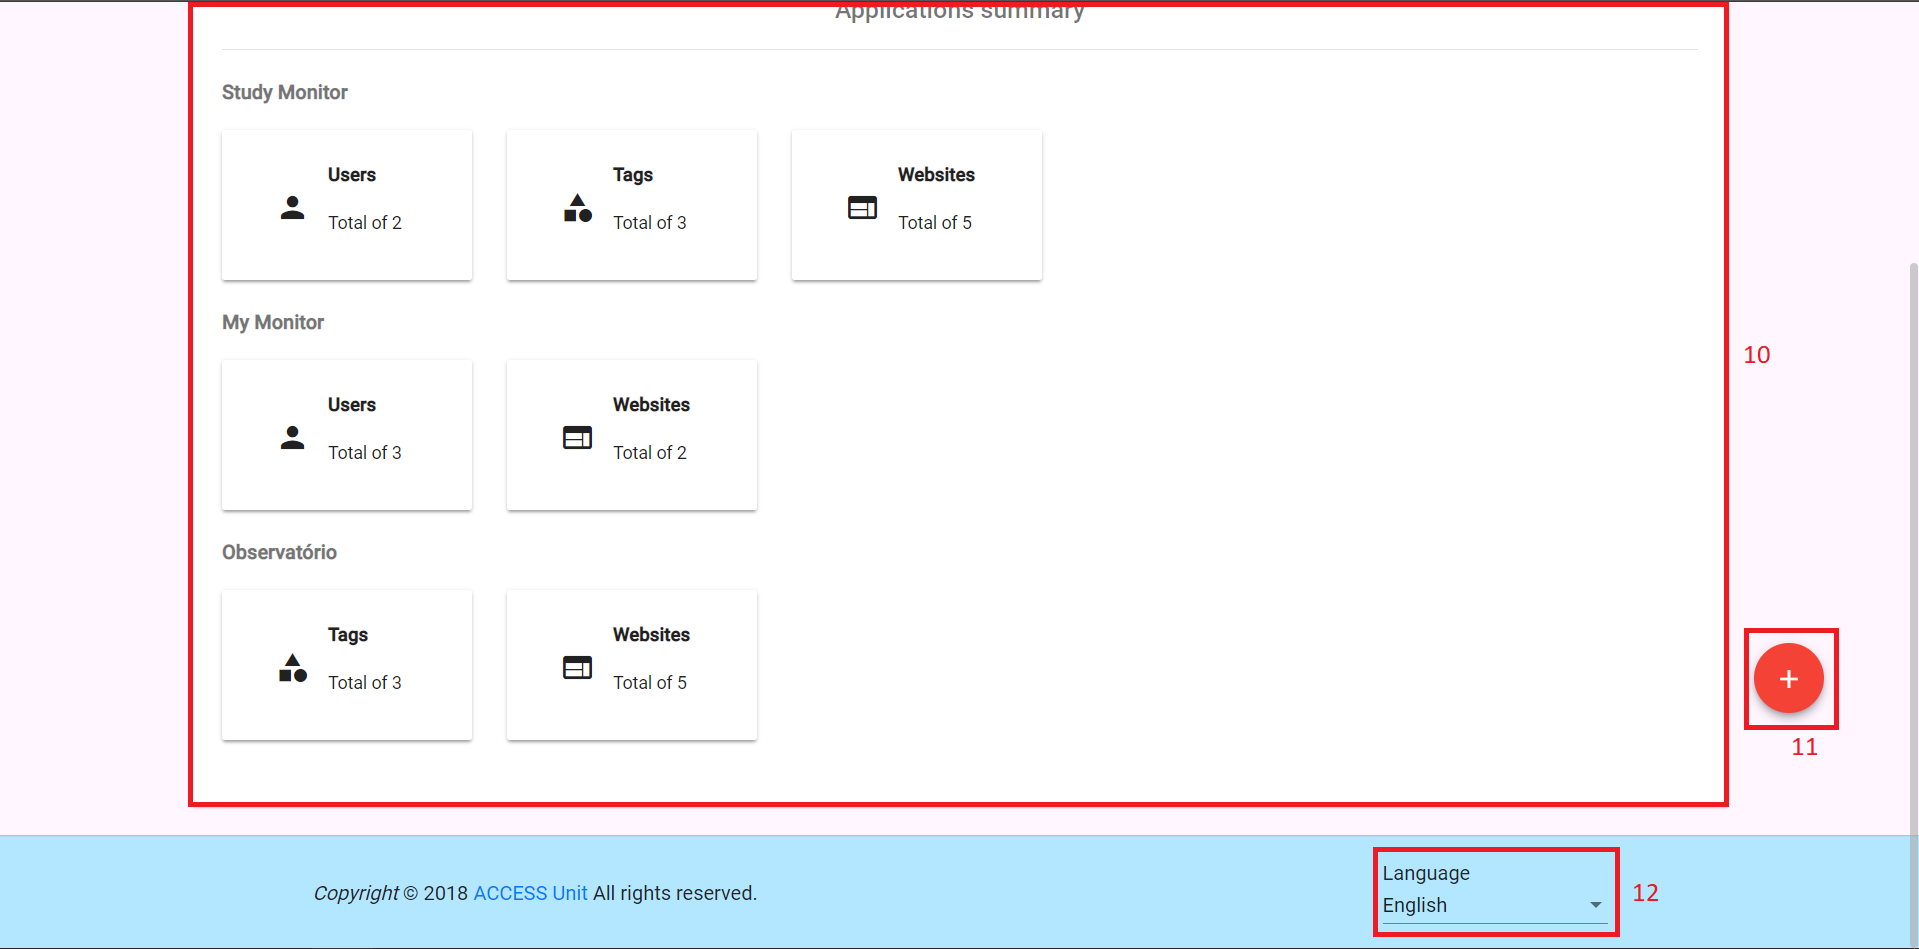 Applications summary
Study Monitor
Users
Total of 2
Tags
Total of 3
Websites
Total of 5
My Monitor
Users
Total of 3
Websites
Total of 2
10
Observatório
Tags
Total of 3
Websites
Total of 5
+
11
Copyright © 2018 ACCESS Unit All rights reserved.
Language
English
12